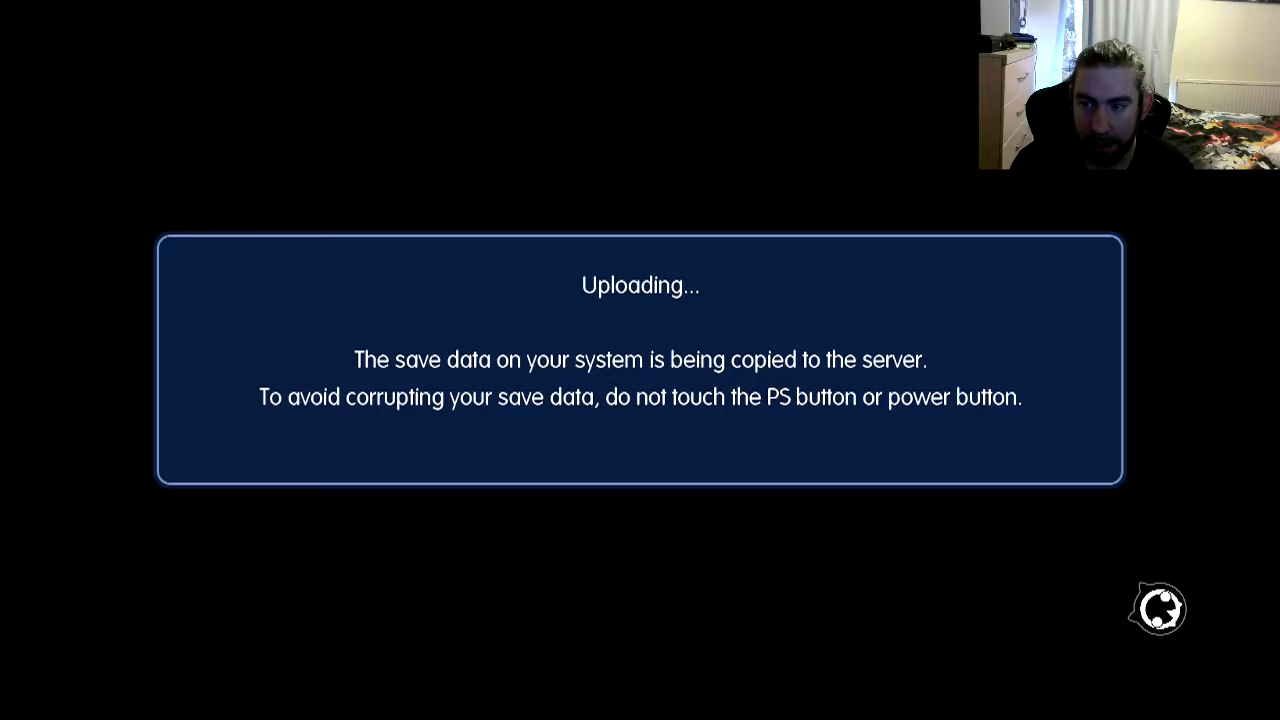 Uploading...
The save data on your system is being copied to the server.
To avoid corrupting your save data, do not touch the PS button or power button.